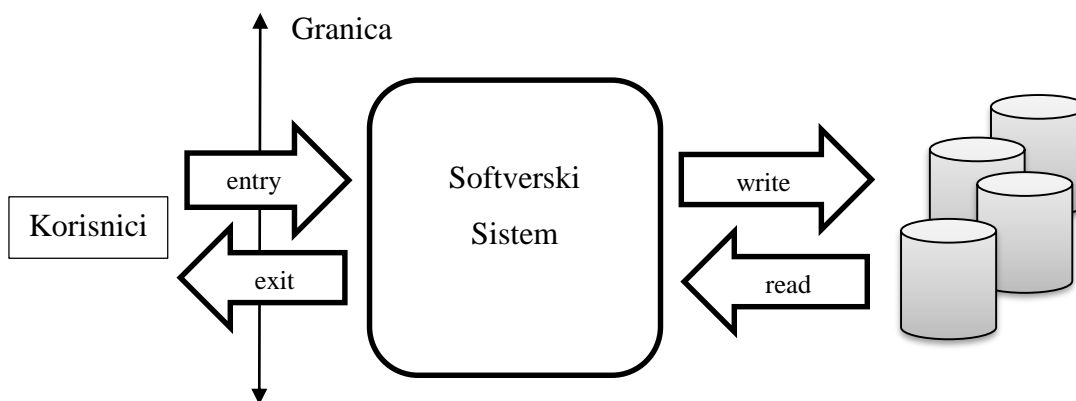 Granica
entry
Softverski
Sistem
write
Korisnici
exit
read